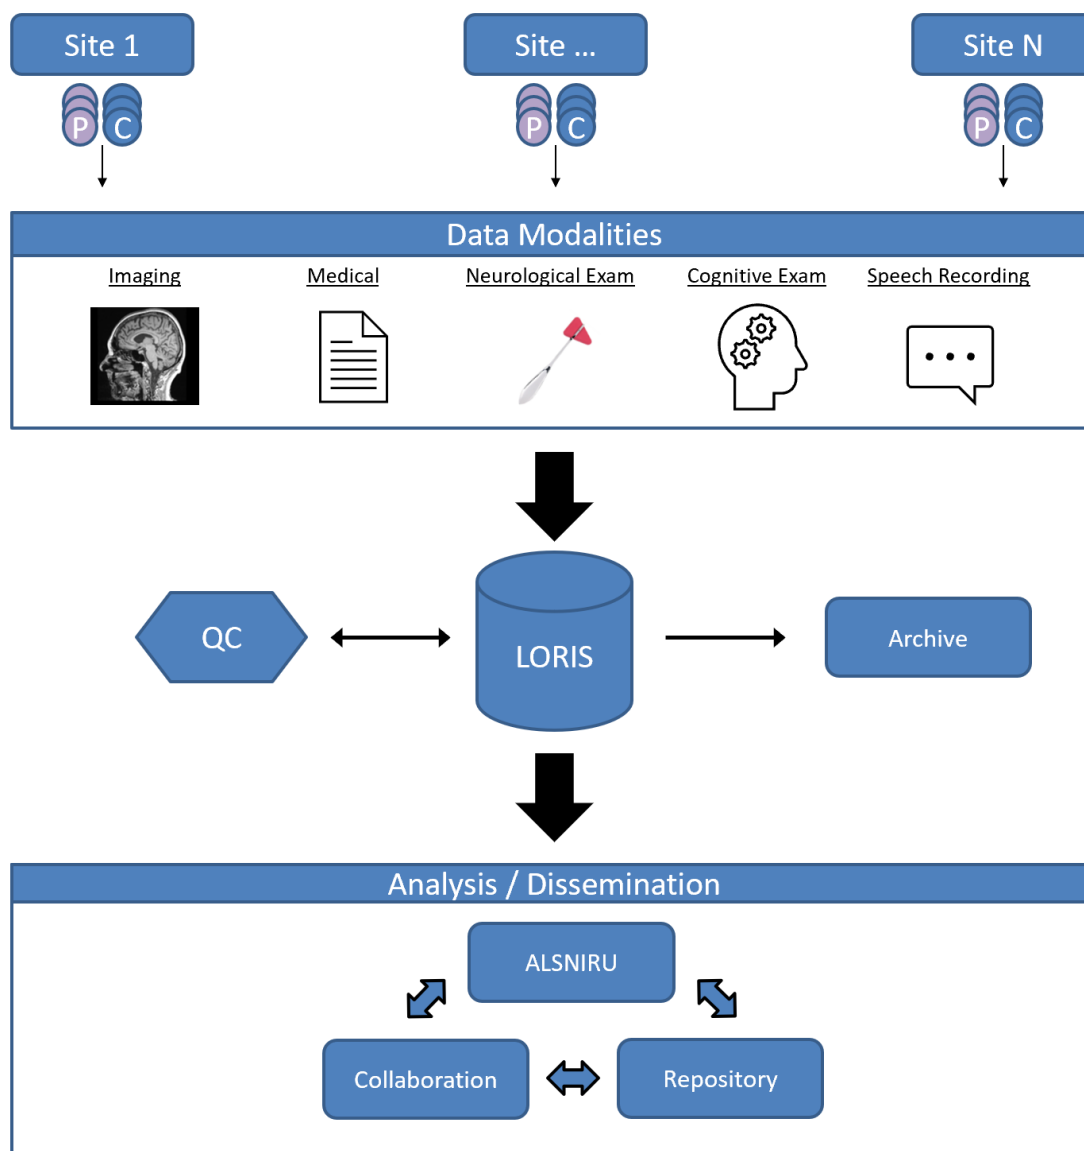 Site 1
Site ...
Site N
P C
P C
P C
Data Modalities
Imaging
Medical
Neurological Exam
Cognitive Exam
Speech Recording
QC
LORIS
Archive
Analysis / Dissemination
ALSNIRU
Collaboration
Repository